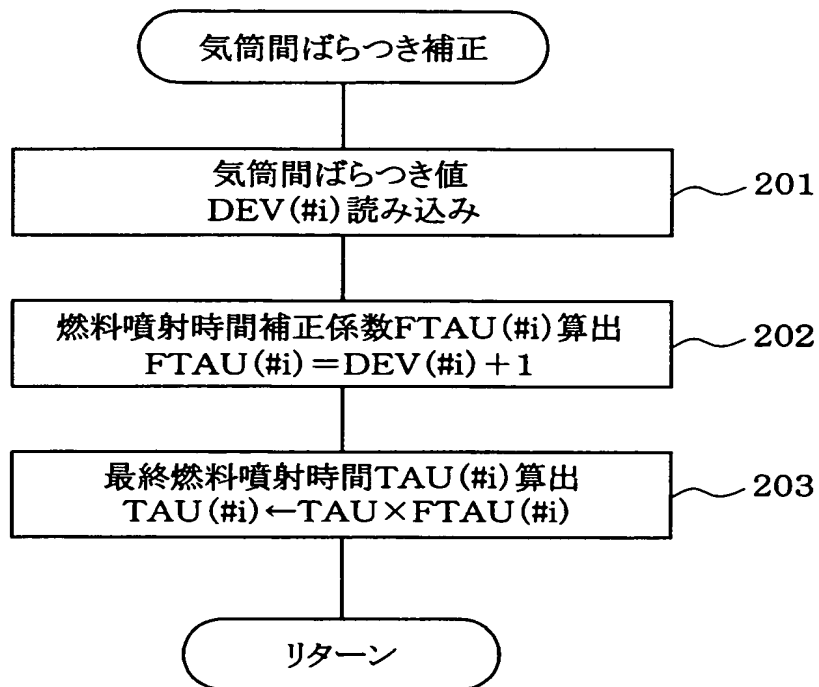 気筒間ばらつき補正
気筒間ばらつき値
DEV(#i)読み込み
201
燃料噴射時間補正係数FTAU(#i)算出
FTAU(#i)=DEV(#i)+1
202
最終燃料噴射時間TAU(#i)算出
TAU(#i)←TAU×FTAU(#i)
203
リターン